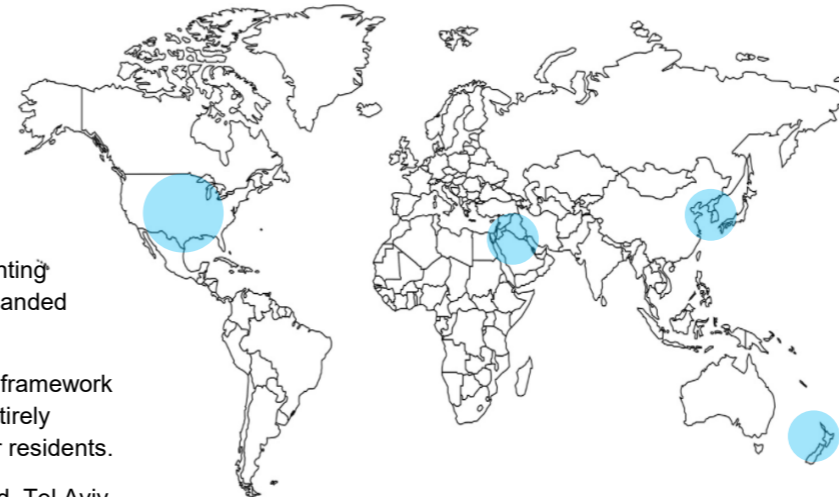 nting
anded
framework
tirely
r residents.
d, Tel Aviv